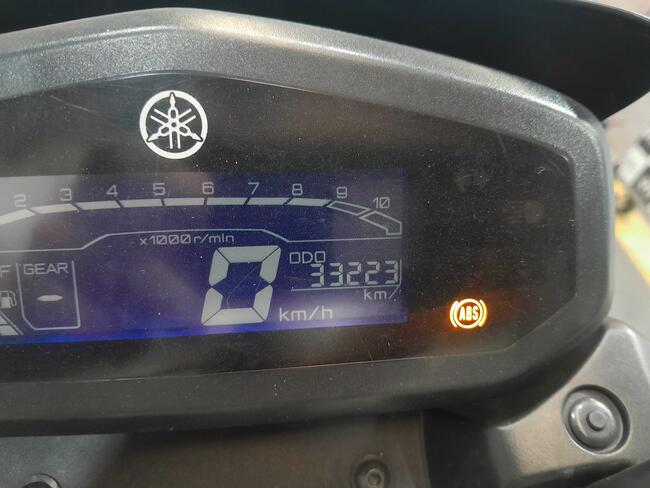 2 3 4 5 6 7 8 9 10
x1000r/min
F GEAR
-
0 km/h
ODO
33223
km
ABS